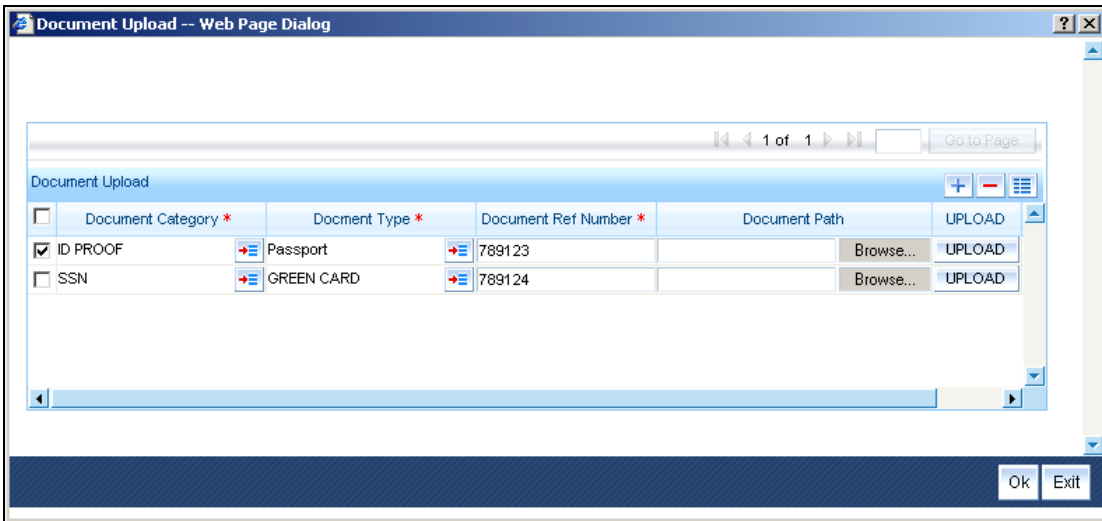 Document Upload -- Web Page Dialog
1 of 1 Go to Page
Document Upload
Document Category * Docment Type * Document Ref Number * Document Path UPLOAD
ID PROOF Passport 789123 Browse... UPLOAD
SSN GREEN CARD 789124 Browse... UPLOAD
Ok Exit